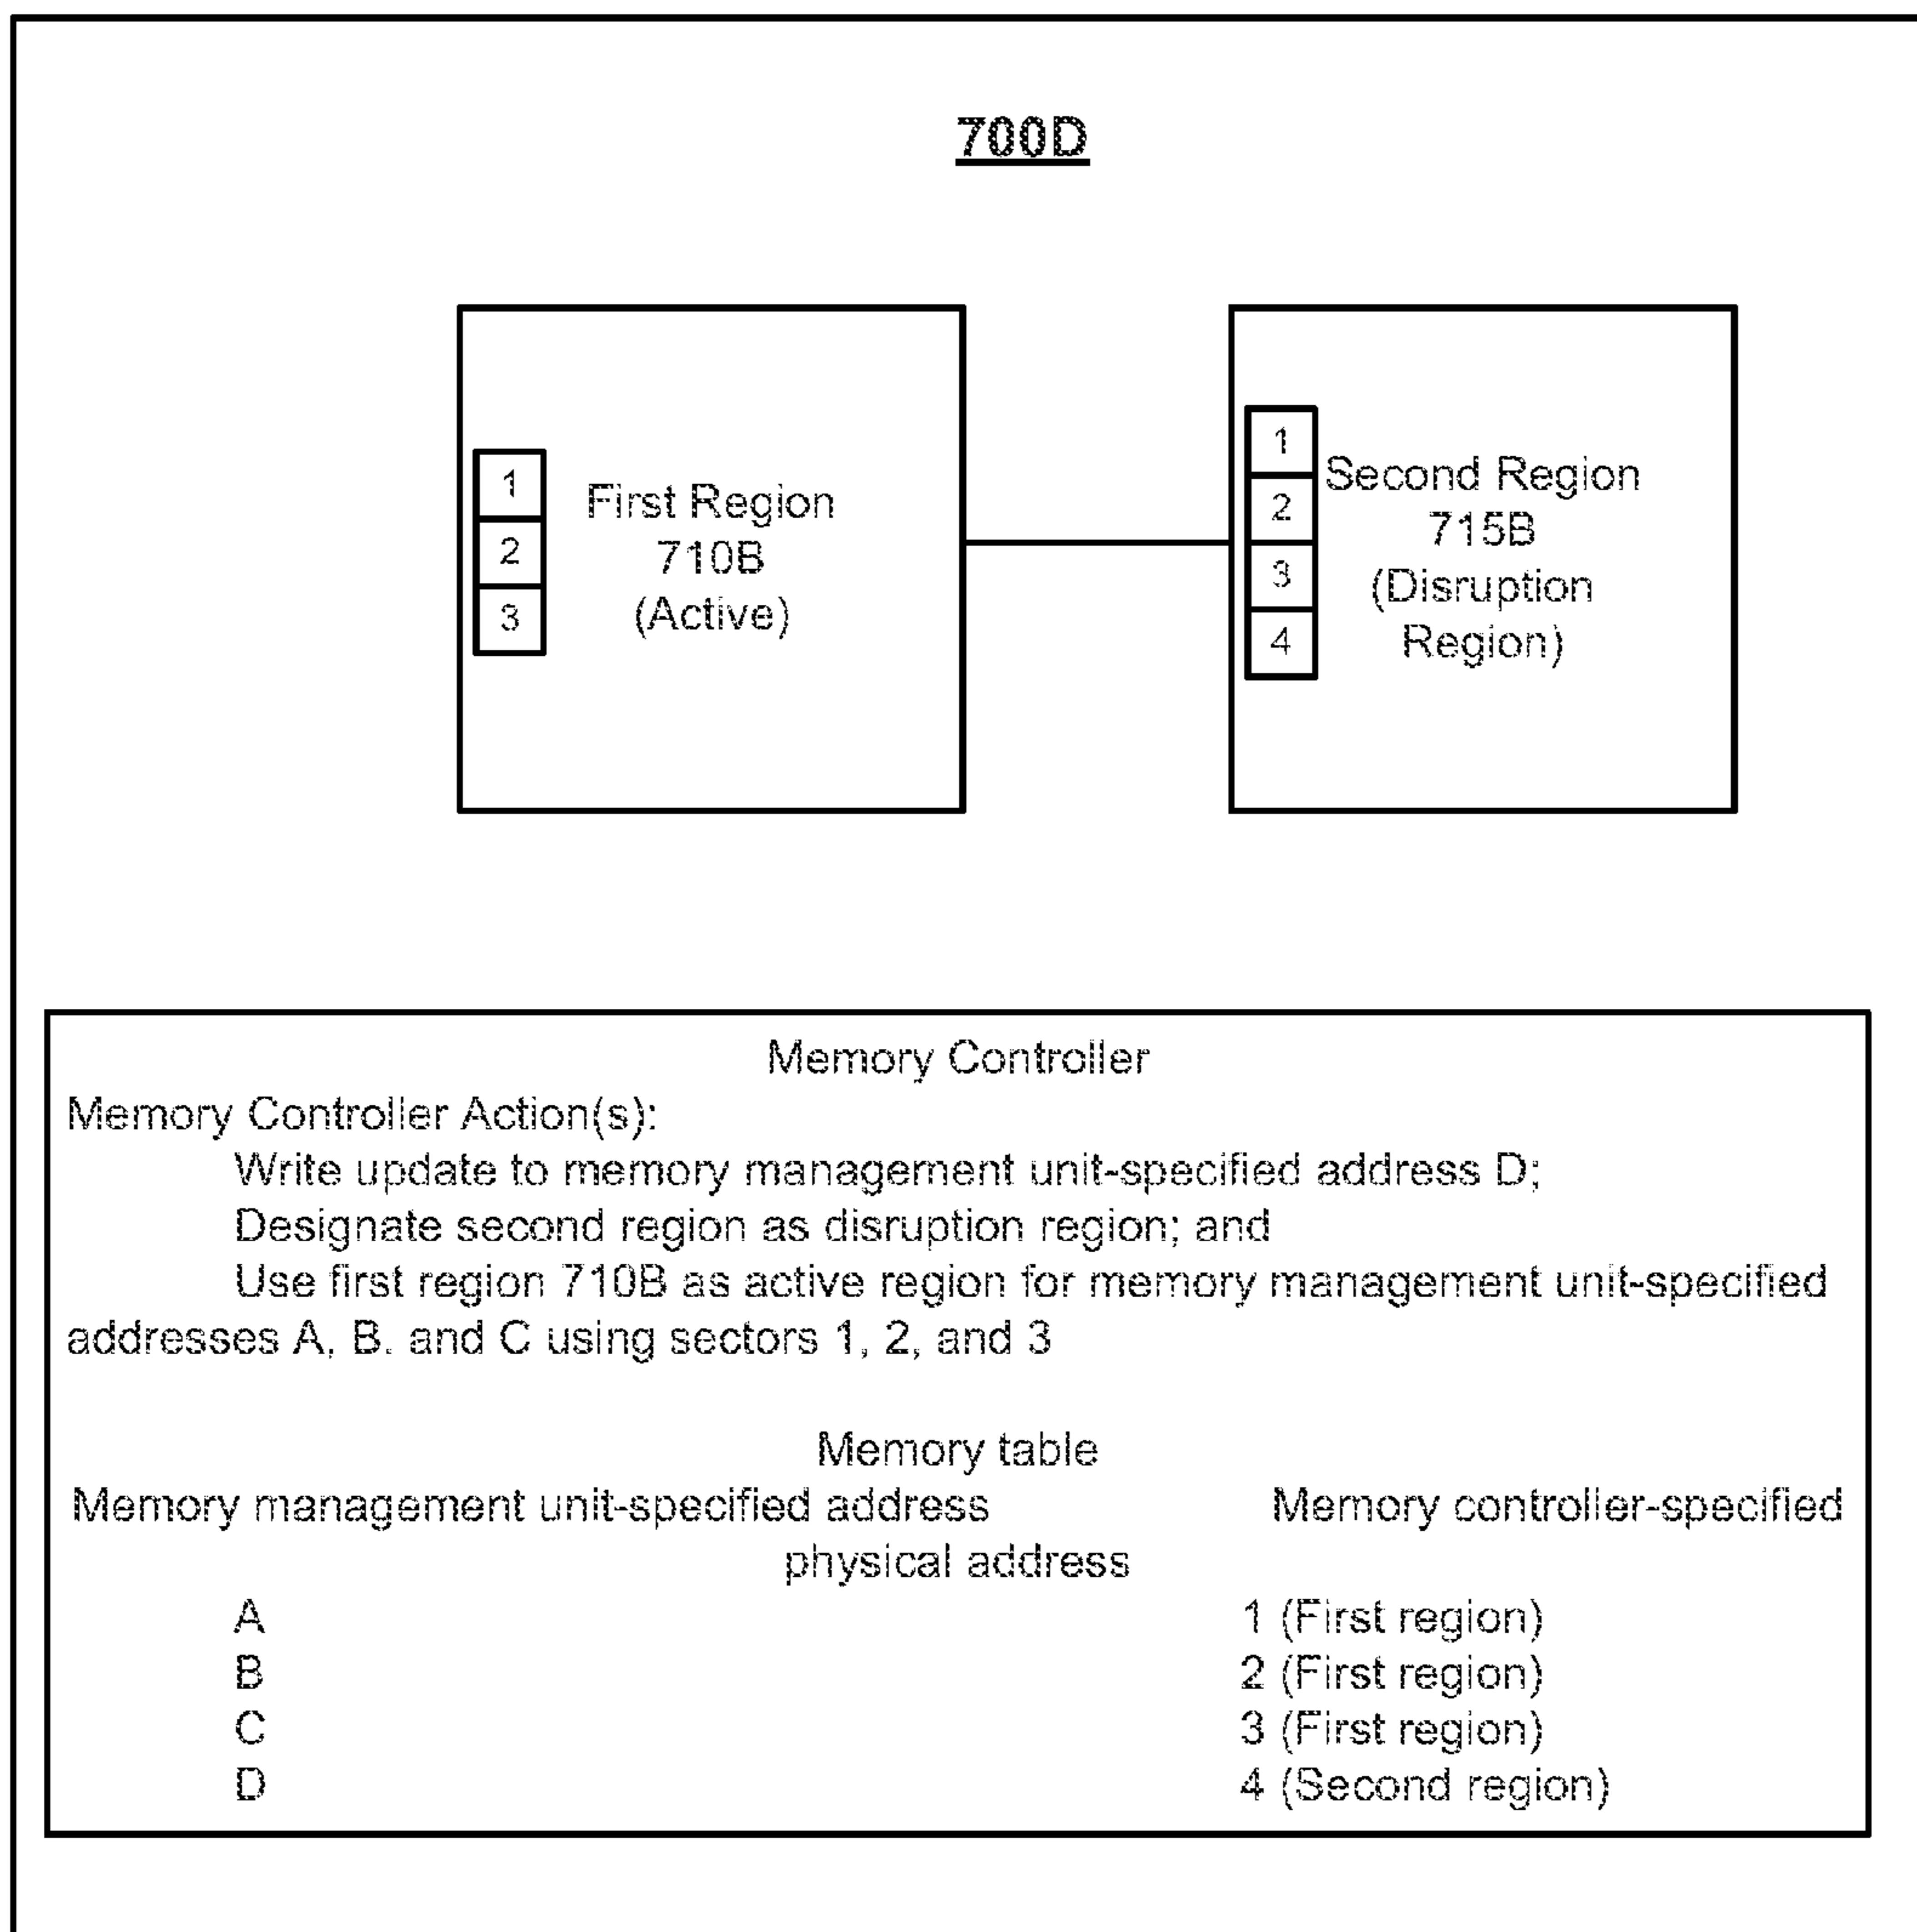 700D
1
2
3
First Region
710B
(Active)
1
2
3
4
Second Region
715B
(Disruption
Region)
Memory Controller
Memory Controller Action(s):
Write update to memory management unit-specified address D;
Designate second region as disruption region; and
Use first region 710B as active region for memory management unit-specified
addresses A, B. and C using sectors 1, 2, and 3
Memory table
Memory management unit-specified address Memory controller-specified
physical address
A 1 (First region)
B 2 (First region)
C 3 (First region)
D 4 (Second region)